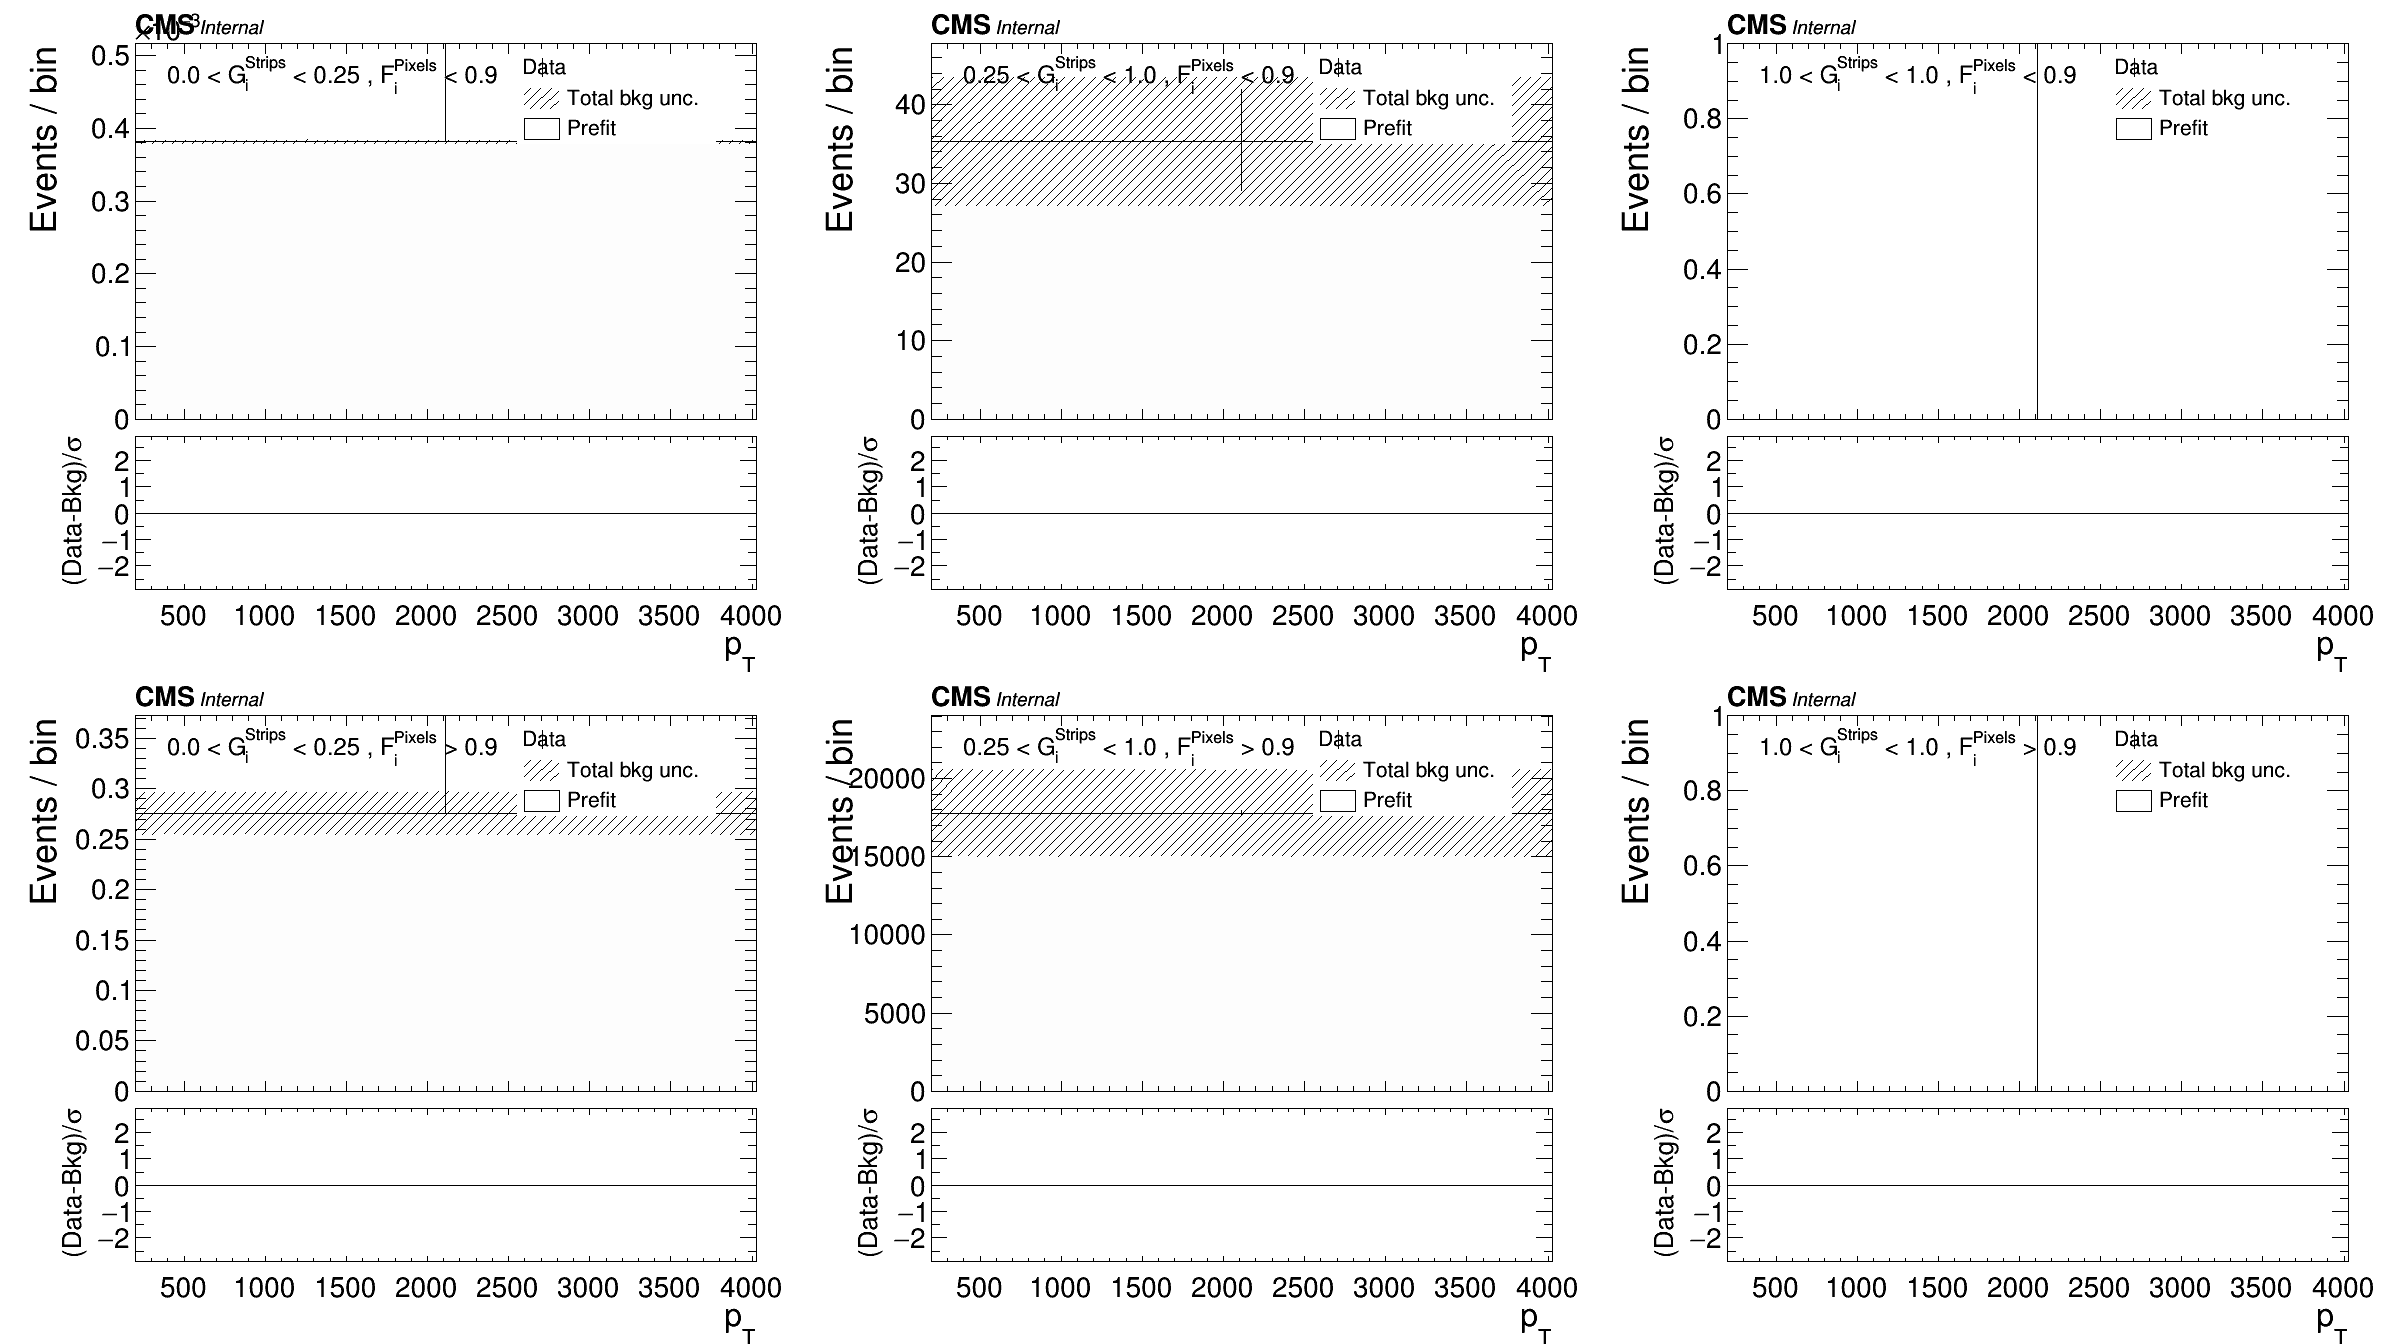 CMS Internal
×10⁻³
Events / bin
0.0 < G_i^Strips < 0.25 , F_i^Pixels < 0.9
Data
Total bkg unc.
Prefit
0.5
0.4
0.3
0.2
0.1
0
(Data-Bkg)/σ
2
1
0
−1
−2
500 1000 1500 2000 2500 3000 3500 4000
p_T
CMS Internal
Events / bin
0.25 < G_i^Strips < 1.0 , F_i^Pixels < 0.9
Data
Total bkg unc.
Prefit
40
30
20
10
0
(Data-Bkg)/σ
2
1
0
−1
−2
500 1000 1500 2000 2500 3000 3500 4000
p_T
CMS Internal
Events / bin
1.0 < G_i^Strips < 1.0 , F_i^Pixels < 0.9
Data
Total bkg unc.
Prefit
1
0.8
0.6
0.4
0.2
0
(Data-Bkg)/σ
2
1
0
−1
−2
500 1000 1500 2000 2500 3000 3500 4000
p_T
CMS Internal
Events / bin
0.0 < G_i^Strips < 0.25 , F_i^Pixels > 0.9
Data
Total bkg unc.
Prefit
0.35
0.3
0.25
0.2
0.15
0.1
0.05
0
(Data-Bkg)/σ
2
1
0
−1
−2
500 1000 1500 2000 2500 3000 3500 4000
p_T
CMS Internal
Events / bin
0.25 < G_i^Strips < 1.0 , F_i^Pixels > 0.9
Data
Total bkg unc.
Prefit
20000
15000
10000
5000
0
(Data-Bkg)/σ
2
1
0
−1
−2
500 1000 1500 2000 2500 3000 3500 4000
p_T
CMS Internal
Events / bin
1.0 < G_i^Strips < 1.0 , F_i^Pixels > 0.9
Data
Total bkg unc.
Prefit
1
0.8
0.6
0.4
0.2
0
(Data-Bkg)/σ
2
1
0
−1
−2
500 1000 1500 2000 2500 3000 3500 4000
p_T